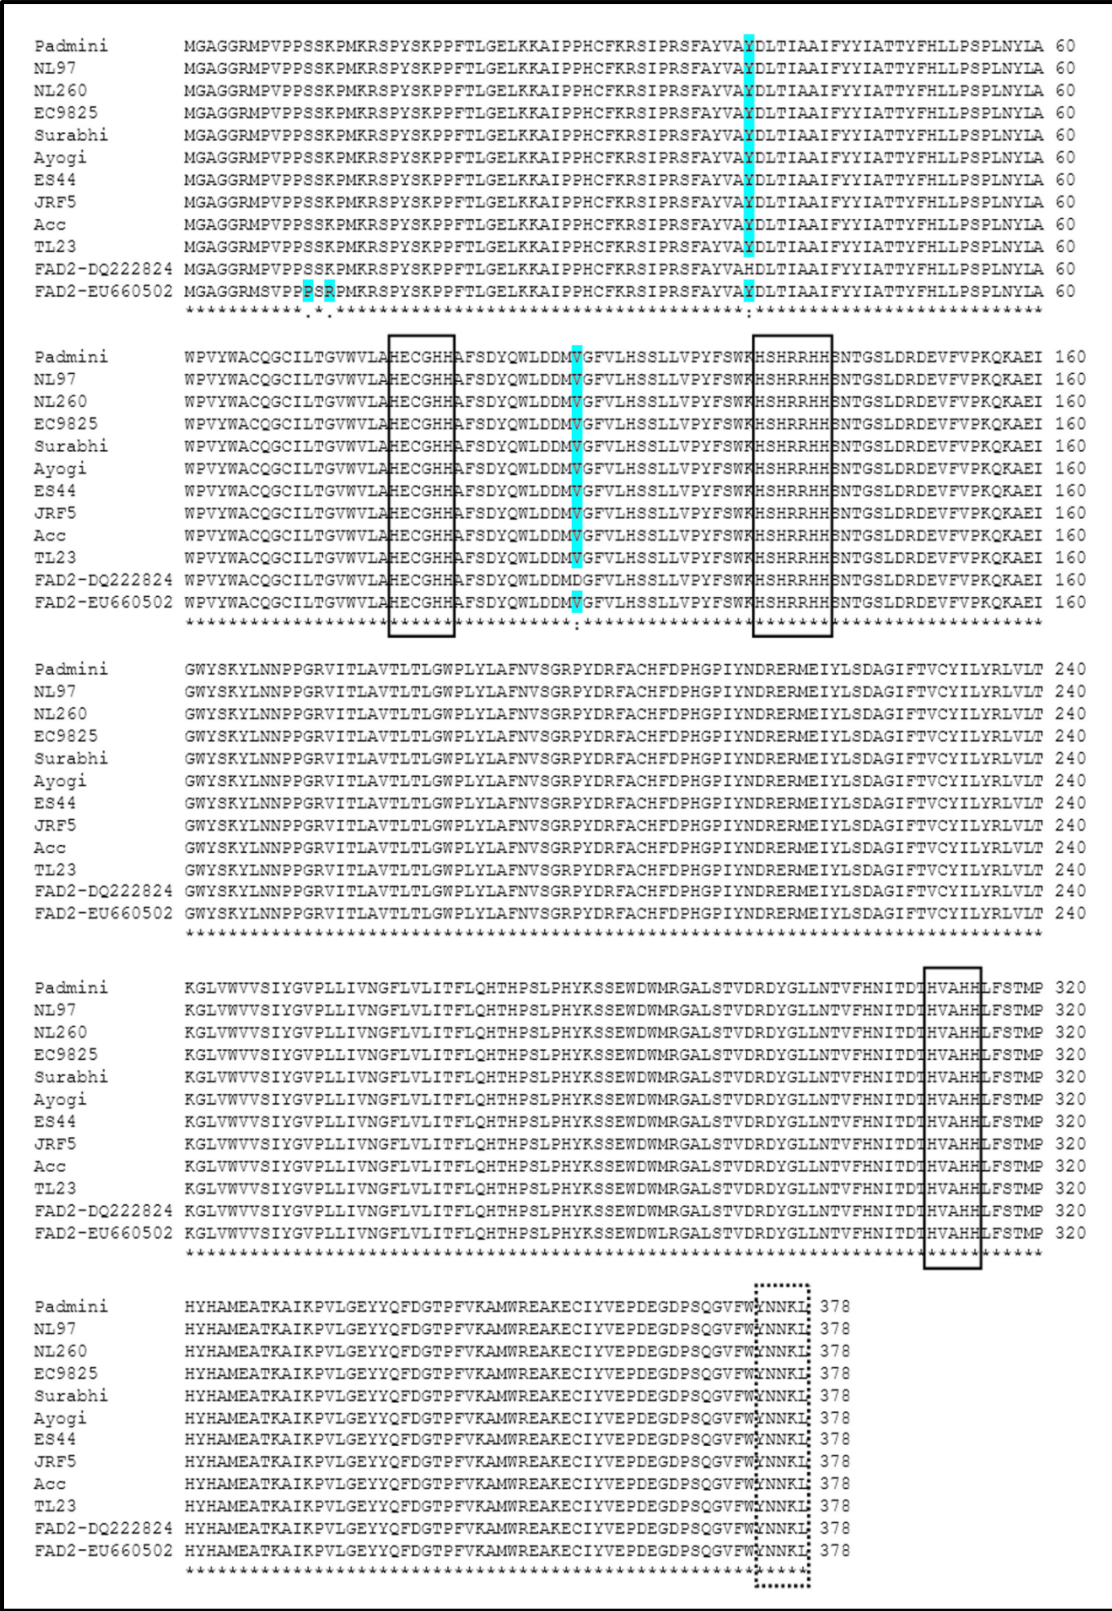 Padmini MGAGGRMPVPPSSKPMKRSPYSKPPFTLGELKKAIPPHCFKRSIPRSFAYVAYDLTIAAIFYYIATTYFHLLPSPLNYLA 60
NL97 MGAGGRMPVPPSSKPMKRSPYSKPPFTLGELKKAIPPHCFKRSIPRSFAYVAYDLTIAAIFYYIATTYFHLLPSPLNYLA 60
NL260 MGAGGRMPVPPSSKPMKRSPYSKPPFTLGELKKAIPPHCFKRSIPRSFAYVAYDLTIAAIFYYIATTYFHLLPSPLNYLA 60
EC9825 MGAGGRMPVPPSSKPMKRSPYSKPPFTLGELKKAIPPHCFKRSIPRSFAYVAYDLTIAAIFYYIATTYFHLLPSPLNYLA 60
Surabhi MGAGGRMPVPPSSKPMKRSPYSKPPFTLGELKKAIPPHCFKRSIPRSFAYVAYDLTIAAIFYYIATTYFHLLPSPLNYLA 60
Ayogi MGAGGRMPVPPSSKPMKRSPYSKPPFTLGELKKAIPPHCFKRSIPRSFAYVAYDLTIAAIFYYIATTYFHLLPSPLNYLA 60
ES44 MGAGGRMPVPPSSKPMKRSPYSKPPFTLGELKKAIPPHCFKRSIPRSFAYVAYDLTIAAIFYYIATTYFHLLPSPLNYLA 60
JRF5 MGAGGRMPVPPSSKPMKRSPYSKPPFTLGELKKAIPPHCFKRSIPRSFAYVAYDLTIAAIFYYIATTYFHLLPSPLNYLA 60
Acc MGAGGRMPVPPSSKPMKRSPYSKPPFTLGELKKAIPPHCFKRSIPRSFAYVAYDLTIAAIFYYIATTYFHLLPSPLNYLA 60
TL23 MGAGGRMPVPPSSKPMKRSPYSKPPFTLGELKKAIPPHCFKRSIPRSFAYVAYDLTIAAIFYYIATTYFHLLPSPLNYLA 60
FAD2-DQ222824 MGAGGRMPVPPSSKPMKRSPYSKPPFTLGELKKAIPPHCFKRSIPRSFAYVAHDLTIAAIFYYIATTYFHLLPSPLNYLA 60
FAD2-EU660502 MGAGGRMSVPPPSRPMKRSPYSKPPFTLGELKKAIPPHCFKRSIPRSFAYVAYDLTIAAIFYYIATTYFHLLPSPLNYLA 60
***********.*.**************************************:***************************
Padmini WPVYWACQGCILTGVWVLAHECGHHAFSDYQWLDDMVGFVLHSSLLVPYFSWKHSHRRHHSNTGSLDRDEVFVPKQKAEI 160
NL97 WPVYWACQGCILTGVWVLAHECGHHAFSDYQWLDDMVGFVLHSSLLVPYFSWKHSHRRHHSNTGSLDRDEVFVPKQKAEI 160
NL260 WPVYWACQGCILTGVWVLAHECGHHAFSDYQWLDDMVGFVLHSSLLVPYFSWKHSHRRHHSNTGSLDRDEVFVPKQKAEI 160
EC9825 WPVYWACQGCILTGVWVLAHECGHHAFSDYQWLDDMVGFVLHSSLLVPYFSWKHSHRRHHSNTGSLDRDEVFVPKQKAEI 160
Surabhi WPVYWACQGCILTGVWVLAHECGHHAFSDYQWLDDMVGFVLHSSLLVPYFSWKHSHRRHHSNTGSLDRDEVFVPKQKAEI 160
Ayogi WPVYWACQGCILTGVWVLAHECGHHAFSDYQWLDDMVGFVLHSSLLVPYFSWKHSHRRHHSNTGSLDRDEVFVPKQKAEI 160
ES44 WPVYWACQGCILTGVWVLAHECGHHAFSDYQWLDDMVGFVLHSSLLVPYFSWKHSHRRHHSNTGSLDRDEVFVPKQKAEI 160
JRF5 WPVYWACQGCILTGVWVLAHECGHHAFSDYQWLDDMVGFVLHSSLLVPYFSWKHSHRRHHSNTGSLDRDEVFVPKQKAEI 160
Acc WPVYWACQGCILTGVWVLAHECGHHAFSDYQWLDDMVGFVLHSSLLVPYFSWKHSHRRHHSNTGSLDRDEVFVPKQKAEI 160
TL23 WPVYWACQGCILTGVWVLAHECGHHAFSDYQWLDDMVGFVLHSSLLVPYFSWKHSHRRHHSNTGSLDRDEVFVPKQKAEI 160
FAD2-DQ222824 WPVYWACQGCILTGVWVLAHECGHHAFSDYQWLDDMDGFVLHSSLLVPYFSWKHSHRRHHSNTGSLDRDEVFVPKQKAEI 160
FAD2-EU660502 WPVYWACQGCILTGVWVLAHECGHHAFSDYQWLDDMVGFVLHSSLLVPYFSWKHSHRRHHSNTGSLDRDEVFVPKQKAEI 160
************************************:*******************************************
Padmini GWYSKYLNNPPGRVITLAVTLTLGWPLYLAFNVSGRPYDRFACHFDPHGPIYNDRERMEIYLSDAGIFTVCYILYRLVLT 240
NL97 GWYSKYLNNPPGRVITLAVTLTLGWPLYLAFNVSGRPYDRFACHFDPHGPIYNDRERMEIYLSDAGIFTVCYILYRLVLT 240
NL260 GWYSKYLNNPPGRVITLAVTLTLGWPLYLAFNVSGRPYDRFACHFDPHGPIYNDRERMEIYLSDAGIFTVCYILYRLVLT 240
EC9825 GWYSKYLNNPPGRVITLAVTLTLGWPLYLAFNVSGRPYDRFACHFDPHGPIYNDRERMEIYLSDAGIFTVCYILYRLVLT 240
Surabhi GWYSKYLNNPPGRVITLAVTLTLGWPLYLAFNVSGRPYDRFACHFDPHGPIYNDRERMEIYLSDAGIFTVCYILYRLVLT 240
Ayogi GWYSKYLNNPPGRVITLAVTLTLGWPLYLAFNVSGRPYDRFACHFDPHGPIYNDRERMEIYLSDAGIFTVCYILYRLVLT 240
ES44 GWYSKYLNNPPGRVITLAVTLTLGWPLYLAFNVSGRPYDRFACHFDPHGPIYNDRERMEIYLSDAGIFTVCYILYRLVLT 240
JRF5 GWYSKYLNNPPGRVITLAVTLTLGWPLYLAFNVSGRPYDRFACHFDPHGPIYNDRERMEIYLSDAGIFTVCYILYRLVLT 240
Acc GWYSKYLNNPPGRVITLAVTLTLGWPLYLAFNVSGRPYDRFACHFDPHGPIYNDRERMEIYLSDAGIFTVCYILYRLVLT 240
TL23 GWYSKYLNNPPGRVITLAVTLTLGWPLYLAFNVSGRPYDRFACHFDPHGPIYNDRERMEIYLSDAGIFTVCYILYRLVLT 240
FAD2-DQ222824 GWYSKYLNNPPGRVITLAVTLTLGWPLYLAFNVSGRPYDRFACHFDPHGPIYNDRERMEIYLSDAGIFTVCYILYRLVLT 240
FAD2-EU660502 GWYSKYLNNPPGRVITLAVTLTLGWPLYLAFNVSGRPYDRFACHFDPHGPIYNDRERMEIYLSDAGIFTVCYILYRLVLT 240
********************************************************************************
Padmini KGLVWVVSIYGVPLLIVNGFLVLITFLQHTHPSLPHYKSSEWDWMRGALSTVDRDYGLLNTVFHNITDTHVAHHLFSTMP 320
NL97 KGLVWVVSIYGVPLLIVNGFLVLITFLQHTHPSLPHYKSSEWDWMRGALSTVDRDYGLLNTVFHNITDTHVAHHLFSTMP 320
NL260 KGLVWVVSIYGVPLLIVNGFLVLITFLQHTHPSLPHYKSSEWDWMRGALSTVDRDYGLLNTVFHNITDTHVAHHLFSTMP 320
EC9825 KGLVWVVSIYGVPLLIVNGFLVLITFLQHTHPSLPHYKSSEWDWMRGALSTVDRDYGLLNTVFHNITDTHVAHHLFSTMP 320
Surabhi KGLVWVVSIYGVPLLIVNGFLVLITFLQHTHPSLPHYKSSEWDWMRGALSTVDRDYGLLNTVFHNITDTHVAHHLFSTMP 320
Ayogi KGLVWVVSIYGVPLLIVNGFLVLITFLQHTHPSLPHYKSSEWDWMRGALSTVDRDYGLLNTVFHNITDTHVAHHLFSTMP 320
ES44 KGLVWVVSIYGVPLLIVNGFLVLITFLQHTHPSLPHYKSSEWDWMRGALSTVDRDYGLLNTVFHNITDTHVAHHLFSTMP 320
JRF5 KGLVWVVSIYGVPLLIVNGFLVLITFLQHTHPSLPHYKSSEWDWMRGALSTVDRDYGLLNTVFHNITDTHVAHHLFSTMP 320
Acc KGLVWVVSIYGVPLLIVNGFLVLITFLQHTHPSLPHYKSSEWDWMRGALSTVDRDYGLLNTVFHNITDTHVAHHLFSTMP 320
TL23 KGLVWVVSIYGVPLLIVNGFLVLITFLQHTHPSLPHYKSSEWDWMRGALSTVDRDYGLLNTVFHNITDTHVAHHLFSTMP 320
FAD2-DQ222824 KGLVWVVSIYGVPLLIVNGFLVLITFLQHTHPSLPHYKSSEWDWMRGALSTVDRDYGLLNTVFHNITDTHVAHHLFSTMP 320
FAD2-EU660502 KGLVWVVSIYGVPLLIVNGFLVLITFLQHTHPSLPHYKSSEWDWLRGALSTVDRDYGLLNTVFHNITDTHVAHHLFSTMP 320
********************************************************************************
Padmini HYHAMEATKAIKPVLGEYYQFDGTPFVKAMWREAKECIYVEPDEGDPSQGVFWYNNKL 378
NL97 HYHAMEATKAIKPVLGEYYQFDGTPFVKAMWREAKECIYVEPDEGDPSQGVFWYNNKL 378
NL260 HYHAMEATKAIKPVLGEYYQFDGTPFVKAMWREAKECIYVEPDEGDPSQGVFWYNNKL 378
EC9825 HYHAMEATKAIKPVLGEYYQFDGTPFVKAMWREAKECIYVEPDEGDPSQGVFWYNNKL 378
Surabhi HYHAMEATKAIKPVLGEYYQFDGTPFVKAMWREAKECIYVEPDEGDPSQGVFWYNNKL 378
Ayogi HYHAMEATKAIKPVLGEYYQFDGTPFVKAMWREAKECIYVEPDEGDPSQGVFWYNNKL 378
ES44 HYHAMEATKAIKPVLGEYYQFDGTPFVKAMWREAKECIYVEPDEGDPSQGVFWYNNKL 378
JRF5 HYHAMEATKAIKPVLGEYYQFDGTPFVKAMWREAKECIYVEPDEGDPSQGVFWYNNKL 378
Acc HYHAMEATKAIKPVLGEYYQFDGTPFVKAMWREAKECIYVEPDEGDPSQGVFWYNNKL 378
TL23 HYHAMEATKAIKPVLGEYYQFDGTPFVKAMWREAKECIYVEPDEGDPSQGVFWYNNKL 378
FAD2-DQ222824 HYHAMEATKAIKPVLGEYYQFDGTPFVKAMWREAKECIYVEPDEGDPSQGVFWYNNKL 378
FAD2-EU660502 HYHAMEATKAIKPVLGEYYQFDGTPFVKAMWREAKECIYVEPDEGDPSQGVFWYNNKL 378
**********************************************************